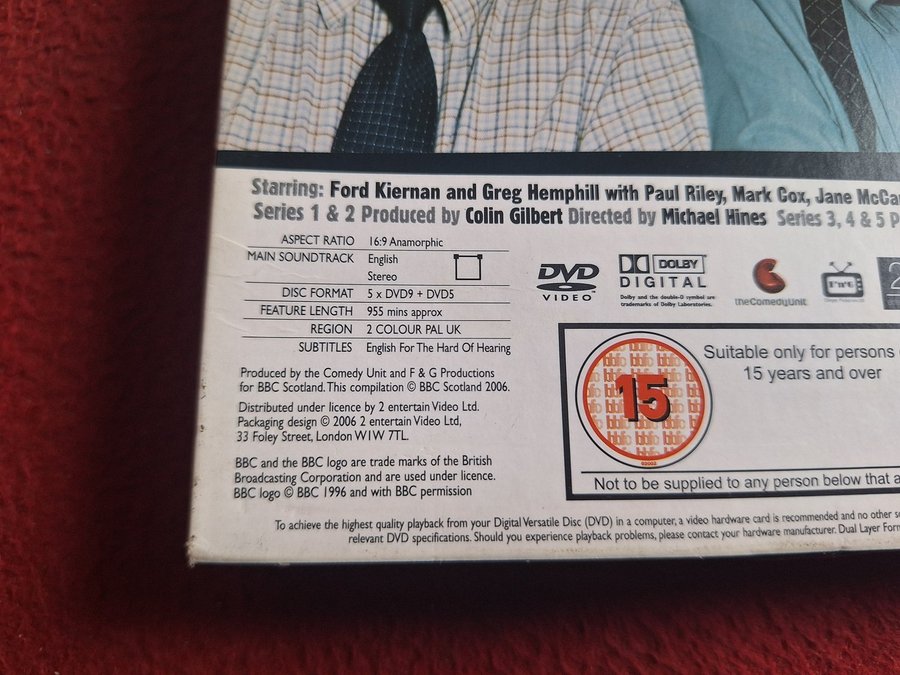 Starring: Ford Kiernan and Greg Hemphill with Paul Riley, Mark Cox, Jane
Series 1 & 2 Produced by Colin Gilbert Directed by Michael Hines Series 3, 4 & 5
ASPECT RATIO 16:9 Anamorphic
MAIN SOUNDTRACK English
Stereo
DISC FORMAT 5 x DVD9 + DVD5
FEATURE LENGTH 955 mins approx
REGION 2 COLOUR PAL UK
SUBTITLES English For The Hard Of Hearing
DVD
VIDEO
DOLBY
DIGITAL
Dolby and the double-D symbol are
trademarks of Dolby Laboratories.
theComedyUnit
Produced by the Comedy Unit and F & G Productions
for BBC Scotland. This compilation © BBC Scotland 2006.
Distributed under licence by 2 entertain Video Ltd.
Packaging design © 2006 2 entertain Video Ltd,
33 Foley Street, London W1W 7TL.
BBC and the BBC logo are trade marks of the British
Broadcasting Corporation and are used under licence.
BBC logo © BBC 1996 and with BBC permission
15
Suitable only for persons
15 years and over
Not to be supplied to any person below that
To achieve the highest quality playback from your Digital Versatile Disc (DVD) in a computer, a video hardware card is recommended and no other
relevant DVD specifications. Should you experience playback problems, please contact your hardware manufacturer. Dual Layer